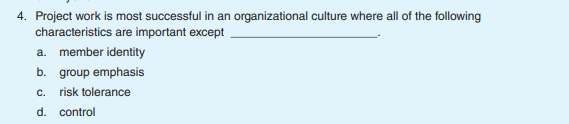 4. Project work is most successful in an organizational culture where all of the following
characteristics are important except ____________________.
a. member identity
b. group emphasis
c. risk tolerance
d. control